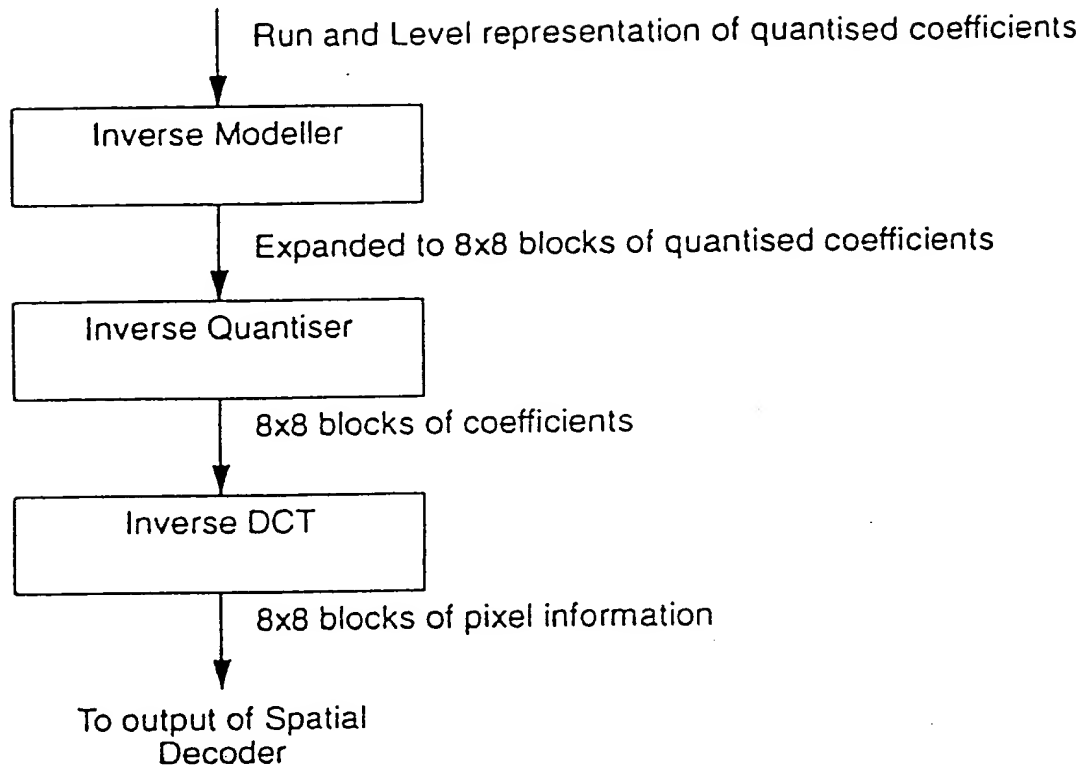 Run and Level representation of quantised coefficients
Inverse Modeller
Expanded to 8x8 blocks of quantised coefficients
Inverse Quantiser
8x8 blocks of coefficients
Inverse DCT
8x8 blocks of pixel information
To output of Spatial
Decoder